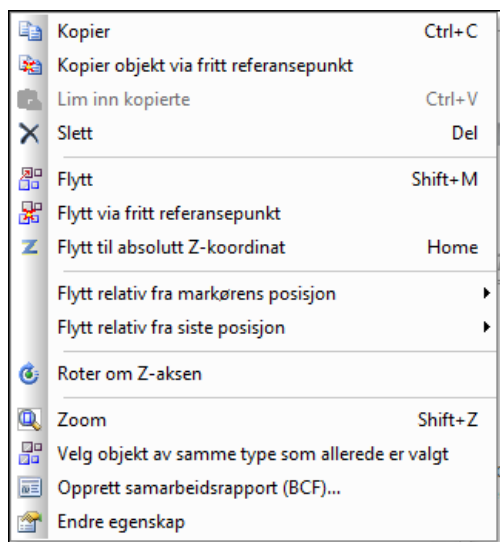 Kopier Ctrl+C
Kopier objekt via fritt referansepunkt
Lim inn kopierte Ctrl+V
Slett Del
Flytt Shift+M
Flytt via fritt referansepunkt
Flytt til absolutt Z-koordinat Home
Flytt relativ fra markørens posisjon
Flytt relativ fra siste posisjon
Roter om Z-aksen
Zoom Shift+Z
Velg objekt av samme type som allerede er valgt
Opprett samarbeidsrapport (BCF)...
Endre egenskap